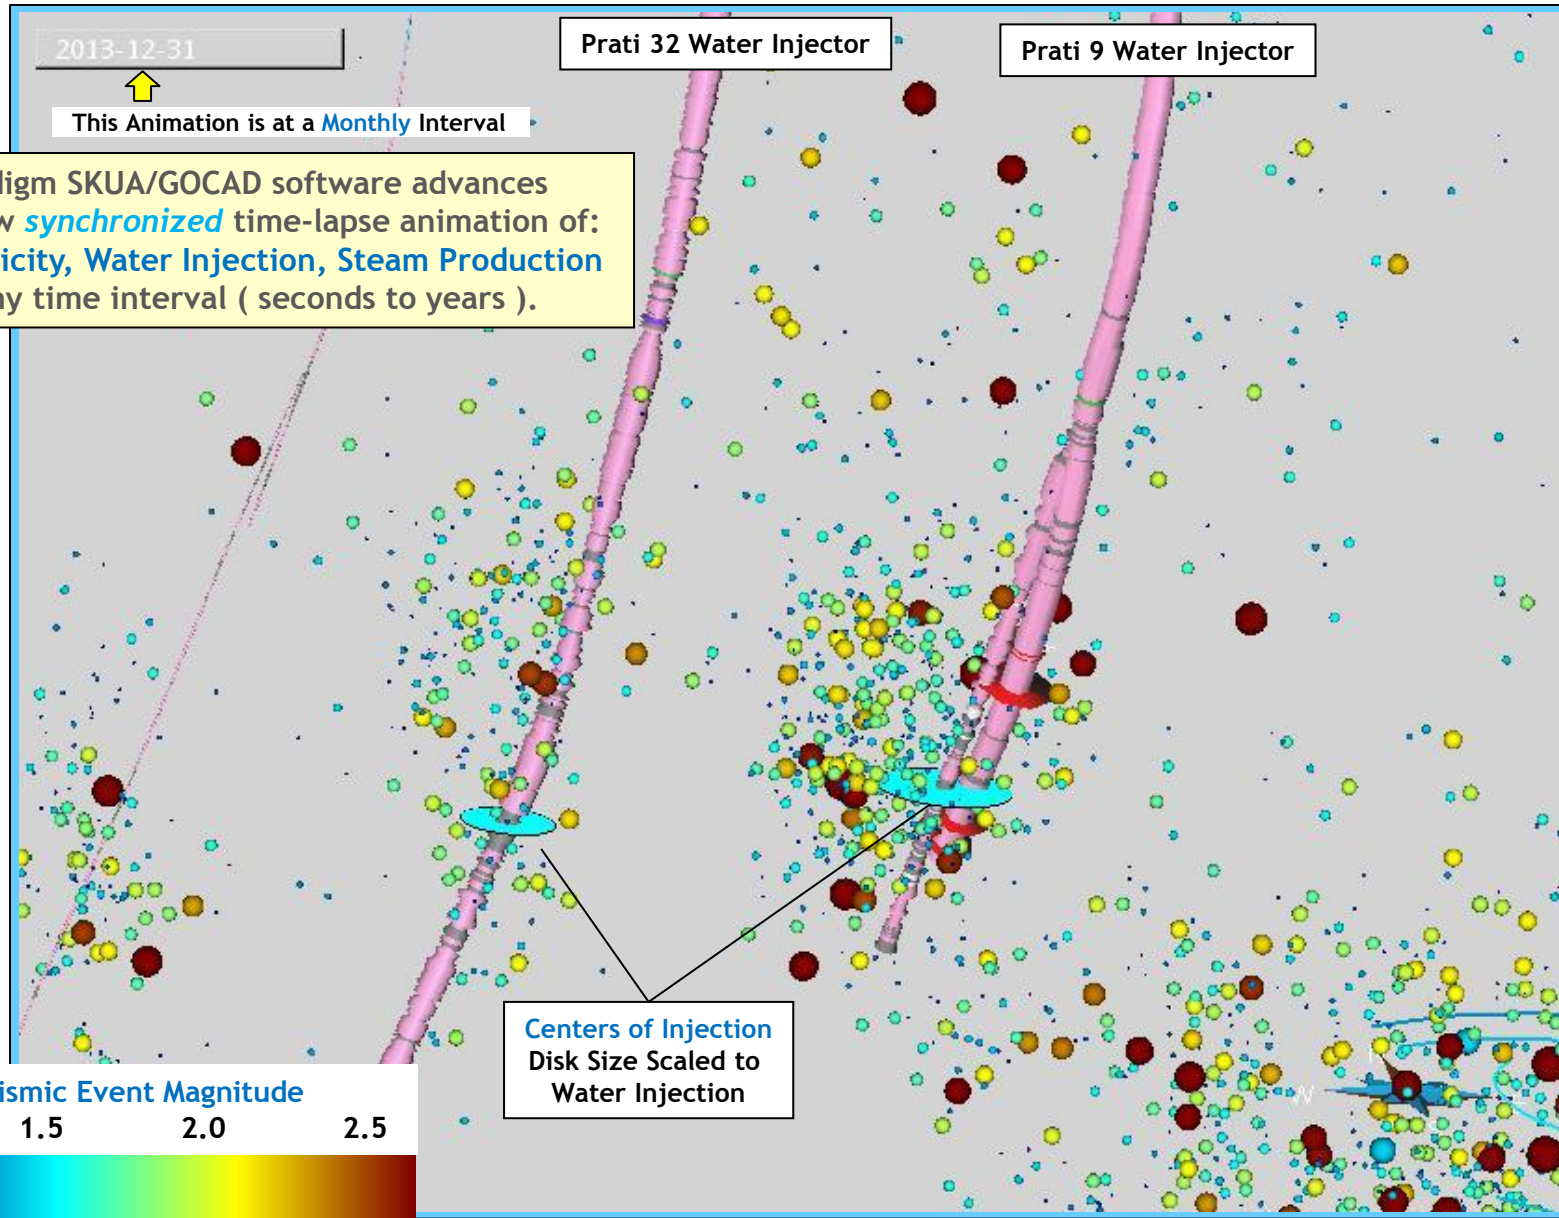 2013-12-31
Prati 32 Water Injector
Prati 9 Water Injector
This Animation is at a Monthly Interval
digm SKUA/GOCAD software advances
w synchronized time-lapse animation of:
icity, Water Injection, Steam Production
ny time interval ( seconds to years ).
Centers of Injection
Disk Size Scaled to
Water Injection
ismic Event Magnitude
1.5 2.0 2.5
W